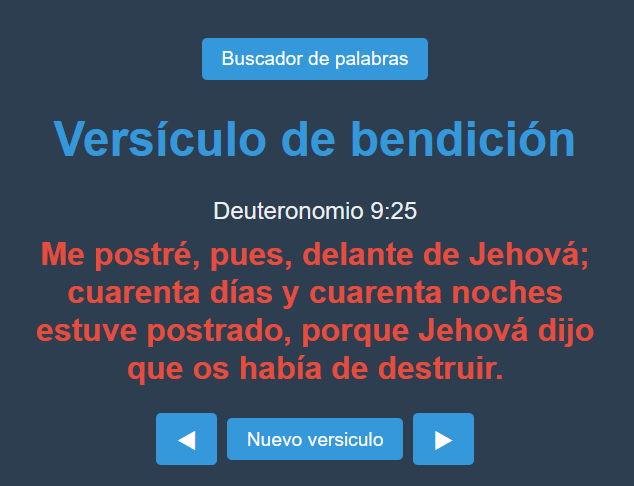 Buscador de palabras
Versículo de bendición
Deuteronomio 9:25
Me postré, pues, delante de Jehová;
cuarenta días y cuarenta noches
estuve postrado, porque Jehová dijo
que os había de destruir.
Nuevo versiculo